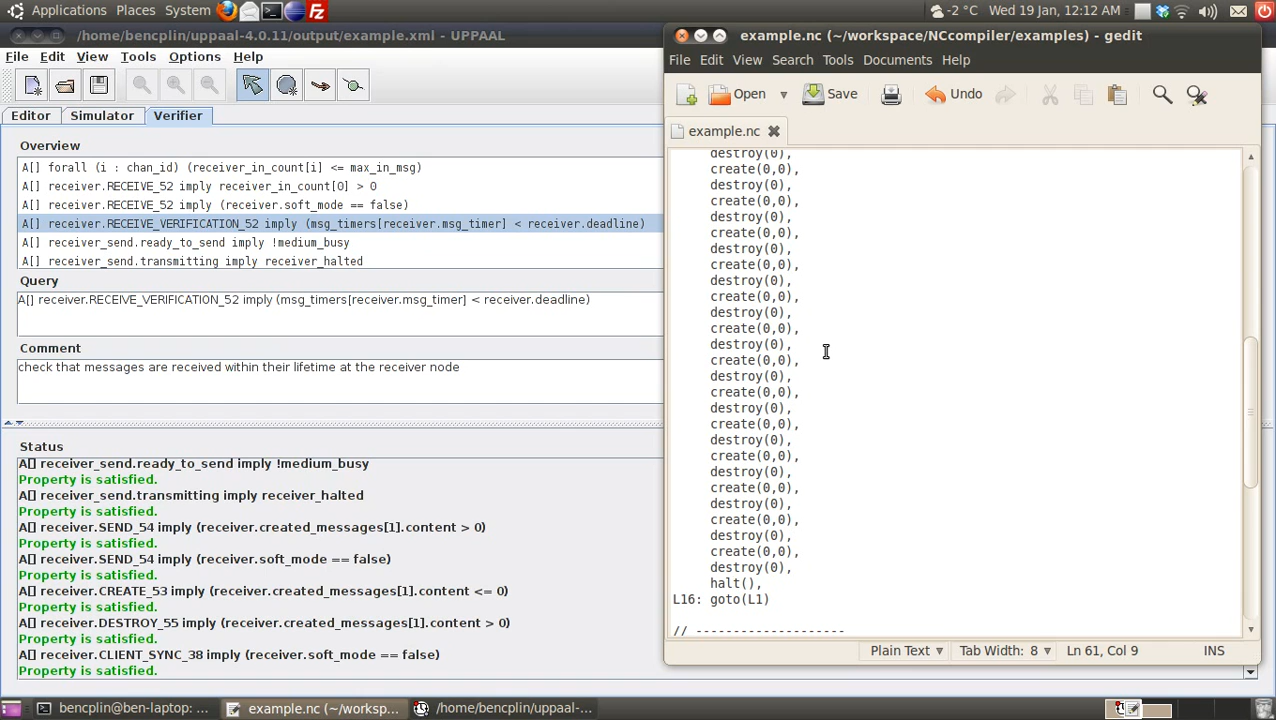 Applications Places System -2 °C Wed 19 Jan, 12:12 AM
/home/bencplin/uppaal-4.0.11/output/example.xml - UPPAAL
File Edit View Tools Options Help
Editor Simulator Verifier
Overview
A[] forall (i : chan_id) (receiver_in_count[i] <= max_in_msg)
A[] receiver.RECEIVE_52 imply receiver_in_count[0] > 0
A[] receiver.RECEIVE_52 imply (receiver.soft_mode == false)
A[] receiver.RECEIVE_VERIFICATION_52 imply (msg_timers[receiver.msg_timer] < receiver.deadline)
A[] receiver_send.ready_to_send imply !medium_busy
A[] receiver_send.transmitting imply receiver_halted
Query
A[] receiver.RECEIVE_VERIFICATION_52 imply (msg_timers[receiver.msg_timer] < receiver.deadline)
Comment
check that messages are received within their lifetime at the receiver node
Status
A[] receiver_send.ready_to_send imply !medium_busy
Property is satisfied.
A[] receiver_send.transmitting imply receiver_halted
Property is satisfied.
A[] receiver.SEND_54 imply (receiver.created_messages[1].content > 0)
Property is satisfied.
A[] receiver.SEND_54 imply (receiver.soft_mode == false)
Property is satisfied.
A[] receiver.CREATE_53 imply (receiver.created_messages[1].content <= 0)
Property is satisfied.
A[] receiver.DESTROY_55 imply (receiver.created_messages[1].content > 0)
Property is satisfied.
A[] receiver.CLIENT_SYNC_38 imply (receiver.soft_mode == false)
Property is satisfied.
example.nc (~/workspace/NCcompiler/examples) - gedit
File Edit View Search Tools Documents Help
Open Save Undo
example.nc
destroy(0),
create(0,0),
destroy(0),
create(0,0),
destroy(0),
create(0,0),
destroy(0),
create(0,0),
destroy(0),
create(0,0),
destroy(0),
create(0,0),
destroy(0),
create(0,0),
destroy(0),
create(0,0),
destroy(0),
create(0,0),
destroy(0),
create(0,0),
destroy(0),
create(0,0),
destroy(0),
create(0,0),
destroy(0),
create(0,0),
destroy(0),
halt(),
L16: goto(L1)
// --------------------
Plain Text Tab Width: 8 Ln 61, Col 9 INS
bencplin@ben-laptop: ... example.nc (~/worksp... /home/bencplin/uppaal-...